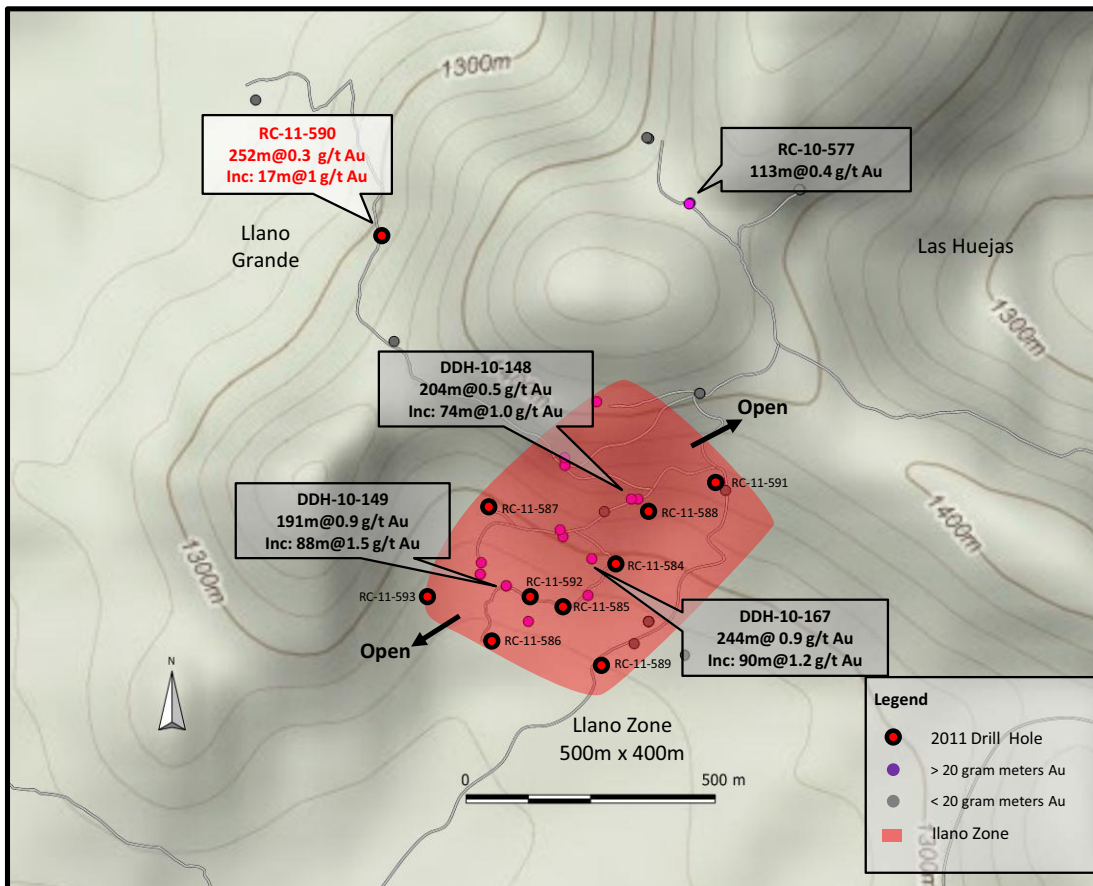 1300m
RC-11-590
252m@0.3 g/t Au
Inc: 17m@1 g/t Au
RC-10-577
113m@0.4 g/t Au
Llano
Grande
Las Huejas
1300m
DDH-10-148
204m@0.5 g/t Au
Inc: 74m@1.0 g/t Au
Open
DDH-10-149
191m@0.9 g/t Au
Inc: 88m@1.5 g/t Au
RC-11-591
RC-11-587
RC-11-588
1400m
1300m
RC-11-584
RC-11-592
RC-11-593
RC-11-585
DDH-10-167
244m@ 0.9 g/t Au
Inc: 90m@1.2 g/t Au
RC-11-586
Open
RC-11-589
N
Llano Zone
500m x 400m
0
500 m
Legend
2011 Drill Hole
> 20 gram meters Au
< 20 gram meters Au
llano Zone
1300m